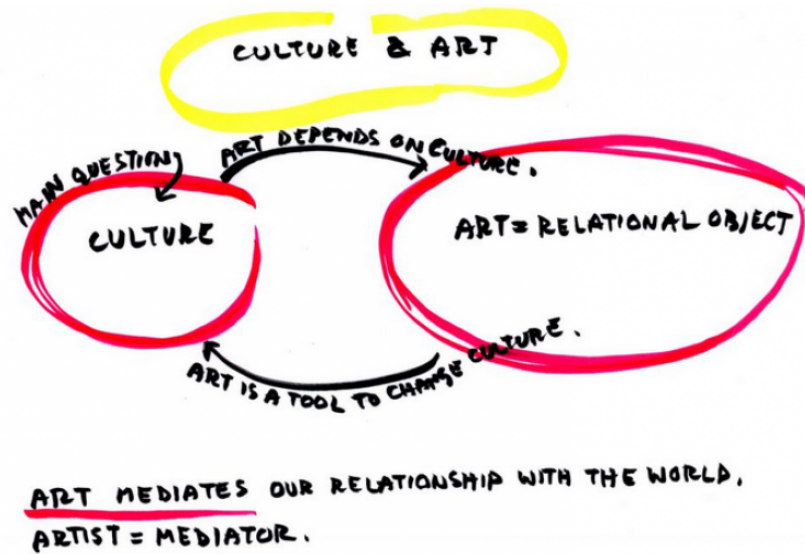 CULTURE & ART
ART DEPENDS ON CULTURE.
MAIN QUESTION
CULTURE
ART = RELATIONAL OBJECT
ART IS A TOOL TO CHANGE CULTURE.
ART MEDIATES OUR RELATIONSHIP WITH THE WORLD.
ARTIST = MEDIATOR.